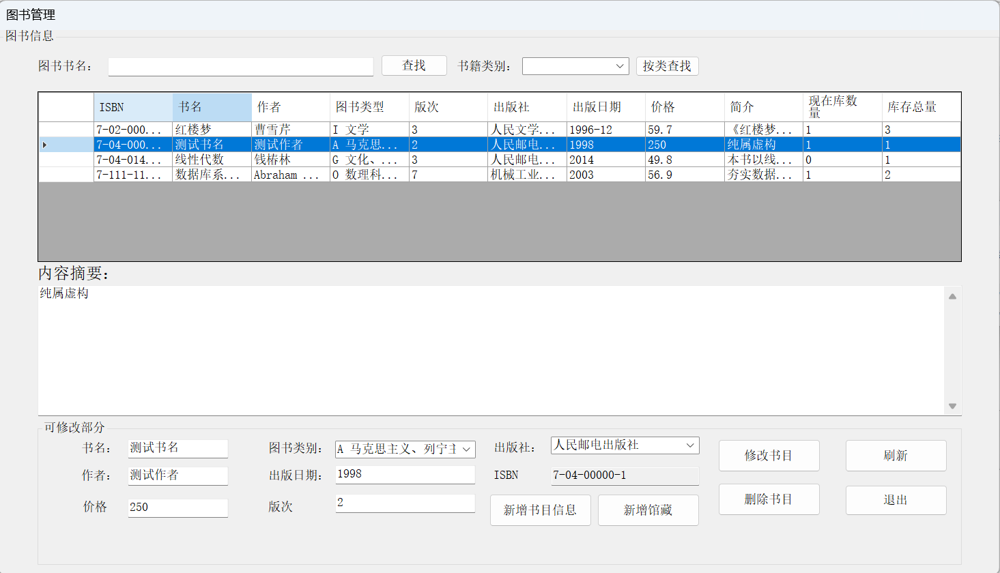 图书管理
图书信息
图书书名： 查找 书籍类别： 按类查找
ISBN 书名 作者 图书类型 版次 出版社 出版日期 价格 简介 现在库数量 库存总量
7-02-000... 红楼梦 曹雪芹 I 文学 3 人民文学... 1996-12 59.7 《红楼梦... 1 3
7-04-000... 测试书名 测试作者 A 马克思... 2 人民邮电... 1998 250 纯属虚构 1 1
7-04-014... 线性代数 钱椿林 G 文化、... 3 人民邮电... 2014 49.8 本书以线... 0 1
7-111-11... 数据库系... Abraham ... O 数理科... 7 机械工业... 2003 56.9 夯实数据... 1 2
内容摘要：
纯属虚构
可修改部分
书名： 测试书名 图书类别： A 马克思主义、列宁主 出版社： 人民邮电出版社 修改书目 刷新
作者： 测试作者 出版日期： 1998 ISBN 7-04-00000-1
价格 250 版次 2 新增书目信息 新增馆藏 删除书目 退出